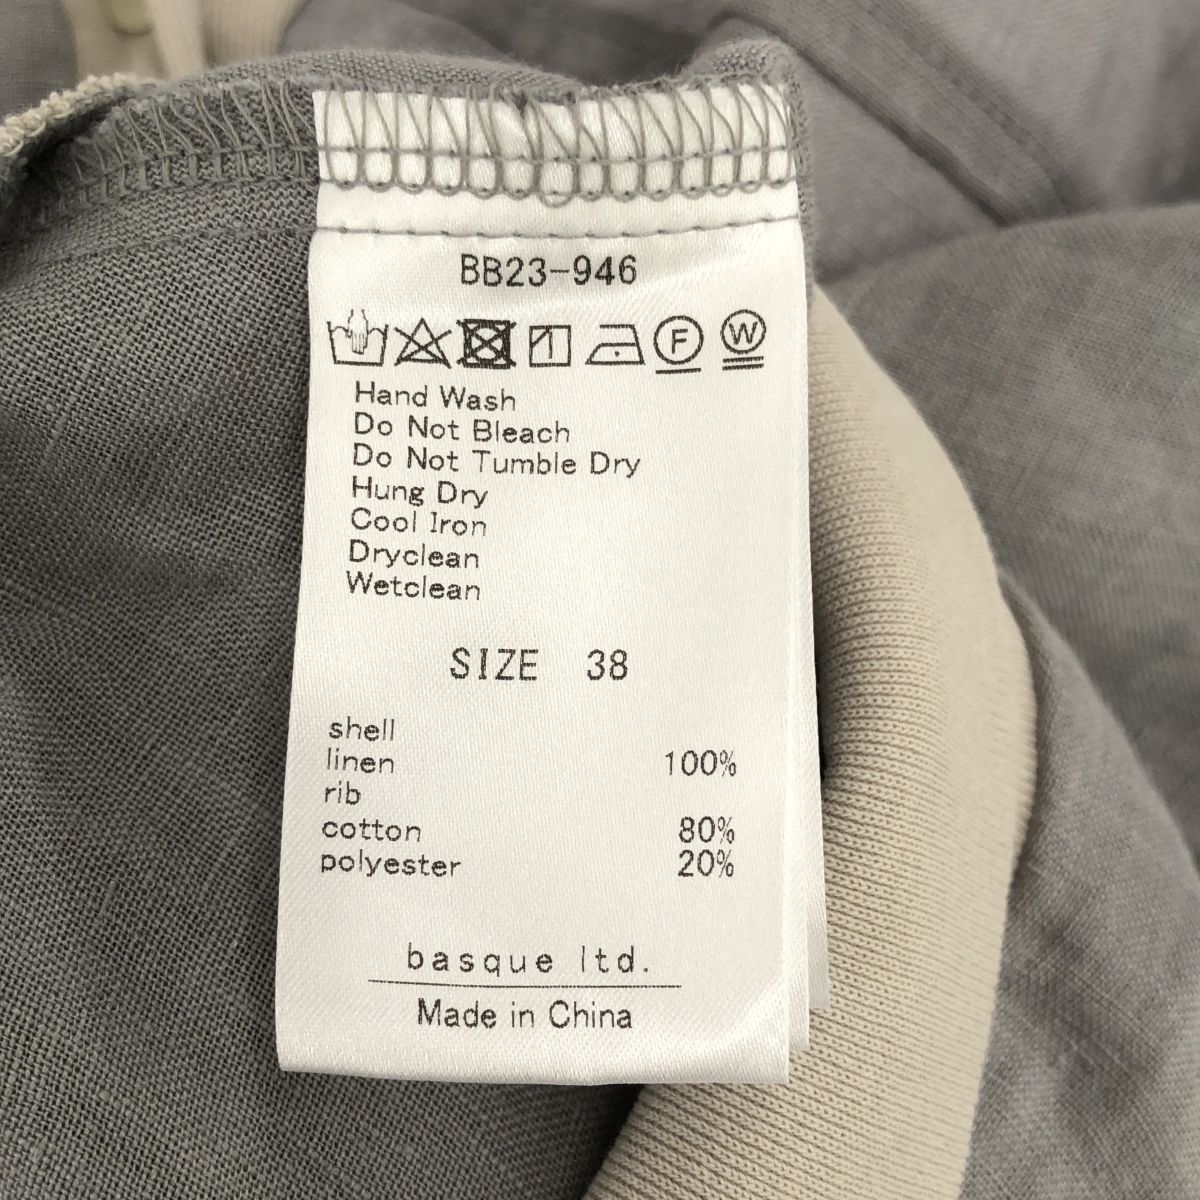 BB23-946
F W
Hand Wash
Do Not Bleach
Do Not Tumble Dry
Hung Dry
Cool Iron
Dryclean
Wetclean
SIZE 38
shell
linen 100%
rib
cotton 80%
polyester 20%
basque ltd.
Made in China